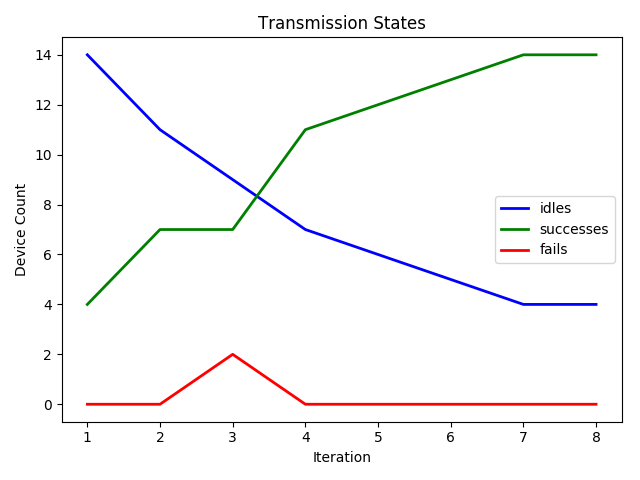 Transmission States
Device Count
14
12
10
8
6
4
2
0
idles
successes
fails
1 2 3 4 5 6 7 8
Iteration